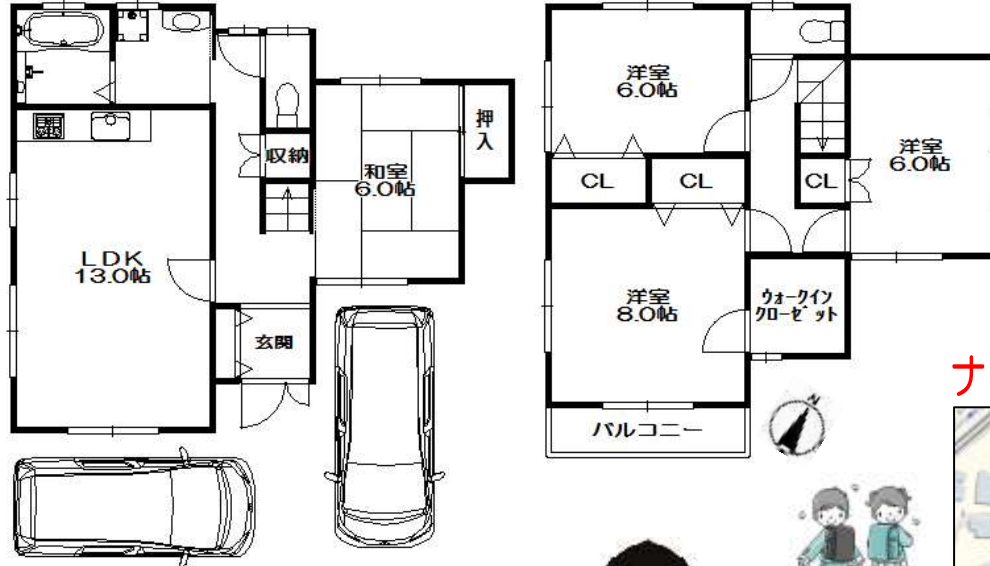 収納
和室
6.0帖
押
入
LDK
13.0帖
玄関
洋室
6.0帖
CL
CL
CL
洋室
6.0帖
洋室
8.0帖
ウォークイン
クローゼット
バルコニー
N
ナ